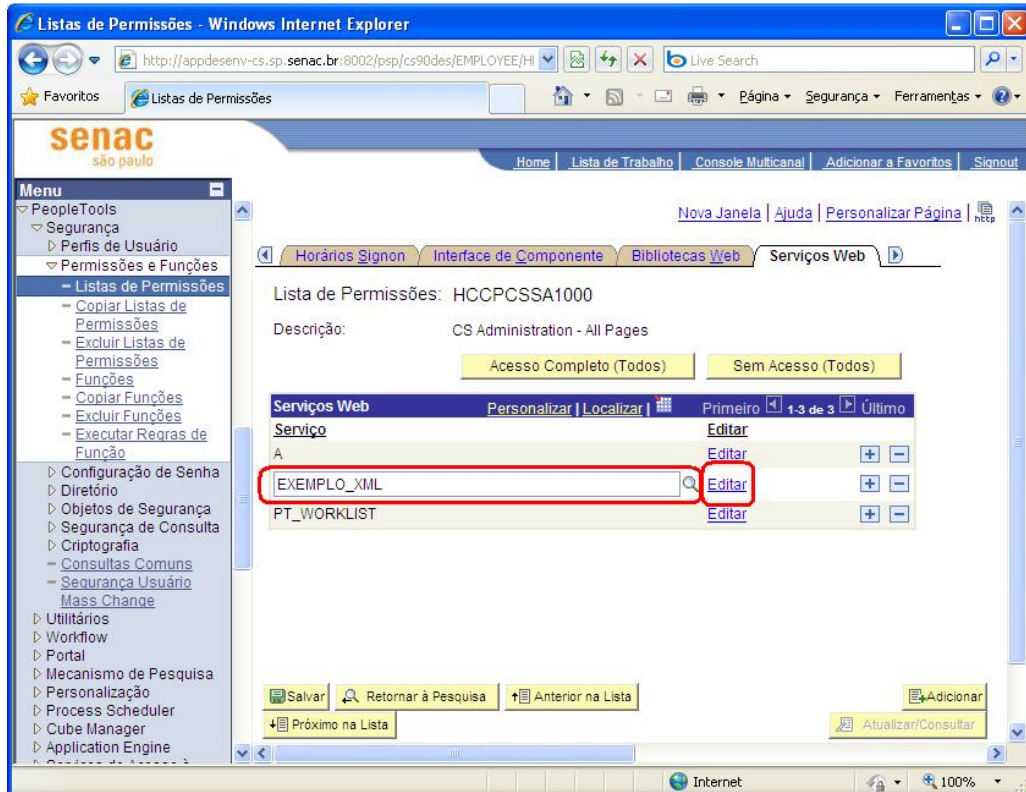 Listas de Permissões - Windows Internet Explorer
http://appdesenv-cs.sp.senac.br:8002/psp/cs90des/EMPLOYEE/HI
Live Search
Favoritos
Listas de Permissões
Página
Segurança
Ferramentas
senac
são paulo
Home | Lista de Trabalho | Console Multicanal | Adicionar a Favoritos | Signout
Menu
PeopleTools
Segurança
Perfis de Usuário
Permissões e Funções
Listas de Permissões
Copiar Listas de
Permissões
Excluir Listas de
Permissões
Funções
Copiar Funções
Excluir Funções
Executar Regras de
Função
Configuração de Senha
Diretório
Objetos de Segurança
Segurança de Consulta
Criptografia
Consultas Comuns
Segurança Usuário
Mass Change
Utilitários
Workflow
Portal
Mecanismo de Pesquisa
Personalização
Process Scheduler
Cube Manager
Application Engine
Nova Janela | Ajuda | Personalizar Página | http
Horários Signon
Interface de Componente
Bibliotecas Web
Serviços Web
Lista de Permissões: HCCPCSSA1000
Descrição: CS Administration - All Pages
Acesso Completo (Todos)
Sem Acesso (Todos)
Serviços Web Personalizar | Localizar | Primeiro 1-3 de 3 Último
Serviço Editar
A Editar + -
EXEMPLO_XML Editar + -
PT_WORKLIST Editar + -
Salvar
Retornar à Pesquisa
Anterior na Lista
Adicionar
Próximo na Lista
Atualizar/Consultar
Internet
100%